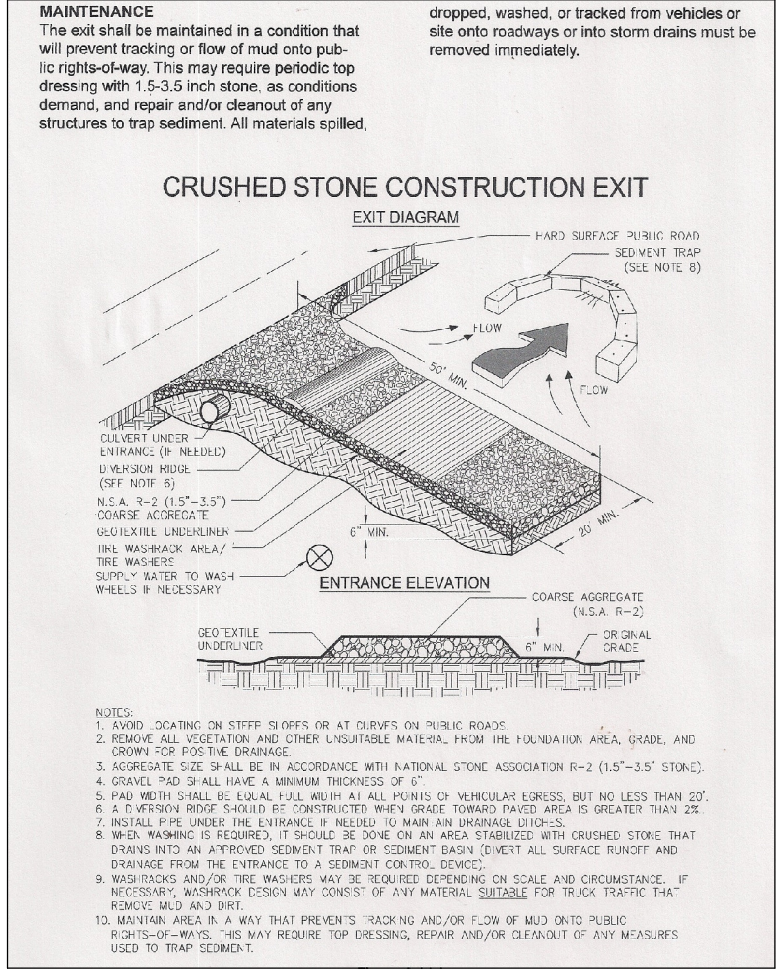 MAINTENANCE
The exit shall be maintained in a condition that
will prevent tracking or flow of mud onto pub-
lic rights-of-way. This may require periodic top
dressing with 1.5-3.5 inch stone, as conditions
demand, and repair and/or cleanout of any
structures to trap sediment. All materials spilled,
dropped, washed, or tracked from vehicles or
site onto roadways or into storm drains must be
removed immediately.
CRUSHED STONE CONSTRUCTION EXIT
EXIT DIAGRAM
HARD SURFACE PUBLIC ROAD
SEDIMENT TRAP
(SEE NOTE 8)
FLOW
50' MIN.
FLOW
CULVERT UNDER
ENTRANCE (IF NEEDED)
DIVERSION RIDGE
(SEE NOTE 6)
N.S.A. R-2 (1.5"-3.5")
COARSE AGGREGATE
GEOTEXTILE UNDERLINER
TIRE WASHRACK AREA/
TIRE WASHERS
SUPPLY WATER TO WASH
WHEELS IF NECESSARY
6" MIN.
20' MIN.
ENTRANCE ELEVATION
COARSE AGGREGATE
(N.S.A. R-2)
GEOTEXTILE
UNDERLINER
6" MIN.
ORIGINAL
GRADE
NOTES:
1. AVOID LOCATING ON STEEP SLOPES OR AT CURVES ON PUBLIC ROADS.
2. REMOVE ALL VEGETATION AND OTHER UNSUITABLE MATERIAL FROM THE FOUNDATION AREA, GRADE, AND
CROWN FOR POSITIVE DRAINAGE.
3. AGGREGATE SIZE SHALL BE IN ACCORDANCE WITH NATIONAL STONE ASSOCIATION R-2 (1.5"-3.5" STONE).
4. GRAVEL PAD SHALL HAVE A MINIMUM THICKNESS OF 6".
5. PAD WIDTH SHALL BE EQUAL FULL WIDTH AT ALL POINTS OF VEHICULAR EGRESS, BUT NO LESS THAN 20'.
6. A DIVERSION RIDGE SHOULD BE CONSTRUCTED WHEN GRADE TOWARD PAVED AREA IS GREATER THAN 2%.
7. INSTALL PIPE UNDER THE ENTRANCE IF NEEDED TO MAINTAIN DRAINAGE DITCHES.
8. WHEN WASHING IS REQUIRED, IT SHOULD BE DONE ON AN AREA STABILIZED WITH CRUSHED STONE THAT
DRAINS INTO AN APPROVED SEDIMENT TRAP OR SEDIMENT BASIN (DIVERT ALL SURFACE RUNOFF AND
DRAINAGE FROM THE ENTRANCE TO A SEDIMENT CONTROL DEVICE).
9. WASHRACKS AND/OR TIRE WASHERS MAY BE REQUIRED DEPENDING ON SCALE AND CIRCUMSTANCE. IF
NECESSARY, WASHRACK DESIGN MAY CONSIST OF ANY MATERIAL SUITABLE FOR TRUCK TRAFFIC THAT
REMOVE MUD AND DIRT.
10. MAINTAIN AREA IN A WAY THAT PREVENTS TRACKING AND/OR FLOW OF MUD ONTO PUBLIC
RIGHTS-OF-WAYS. THIS MAY REQUIRE TOP DRESSING, REPAIR AND/OR CLEANOUT OF ANY MEASURES
USED TO TRAP SEDIMENT.